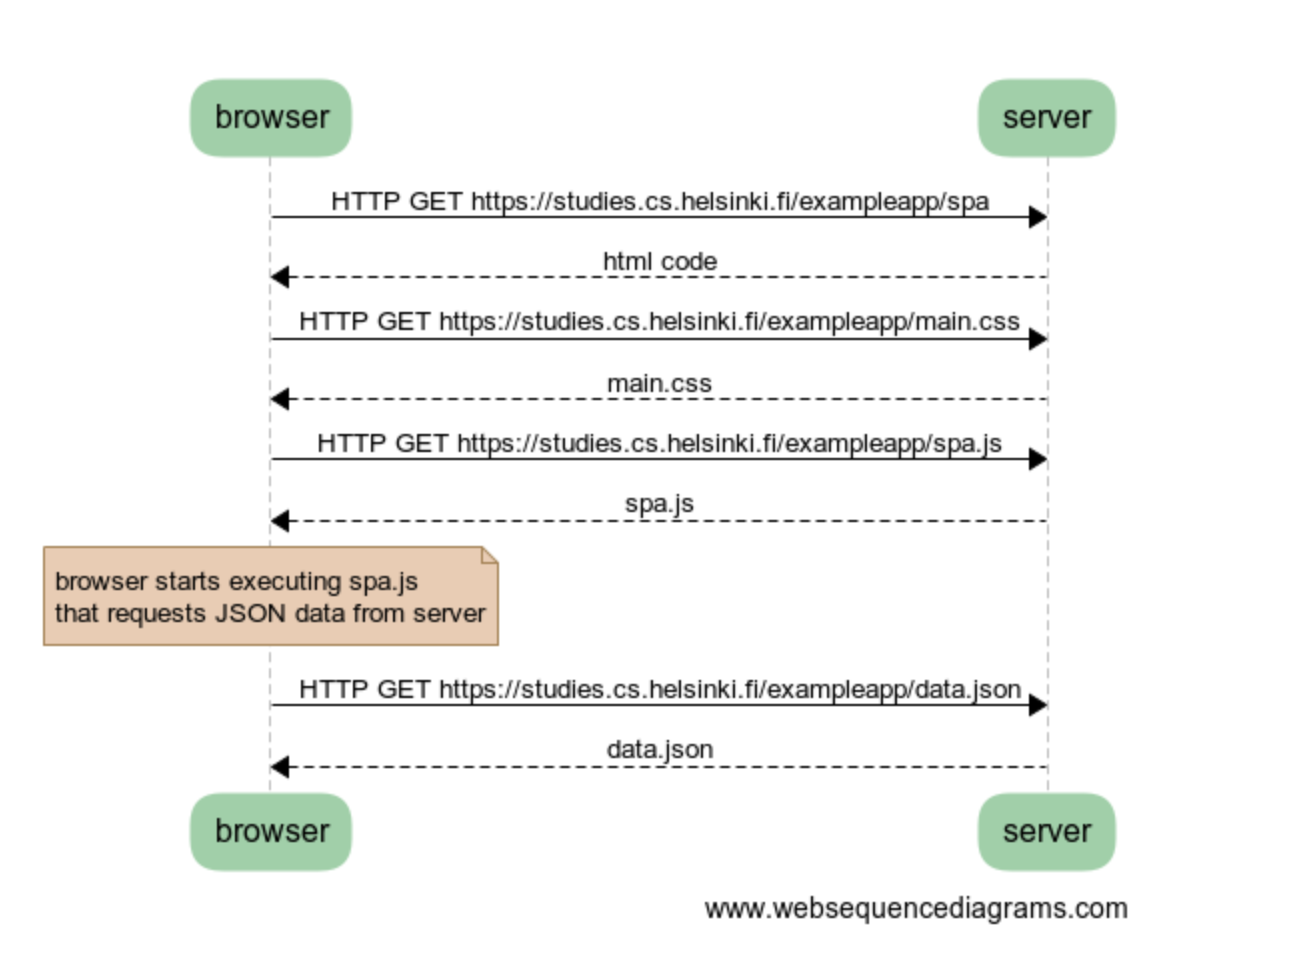 browser
server
HTTP GET https://studies.cs.helsinki.fi/exampleapp/spa
html code
HTTP GET https://studies.cs.helsinki.fi/exampleapp/main.css
main.css
HTTP GET https://studies.cs.helsinki.fi/exampleapp/spa.js
spa.js
browser starts executing spa.js
that requests JSON data from server
HTTP GET https://studies.cs.helsinki.fi/exampleapp/data.json
data.json
browser
server
www.websequencediagrams.com